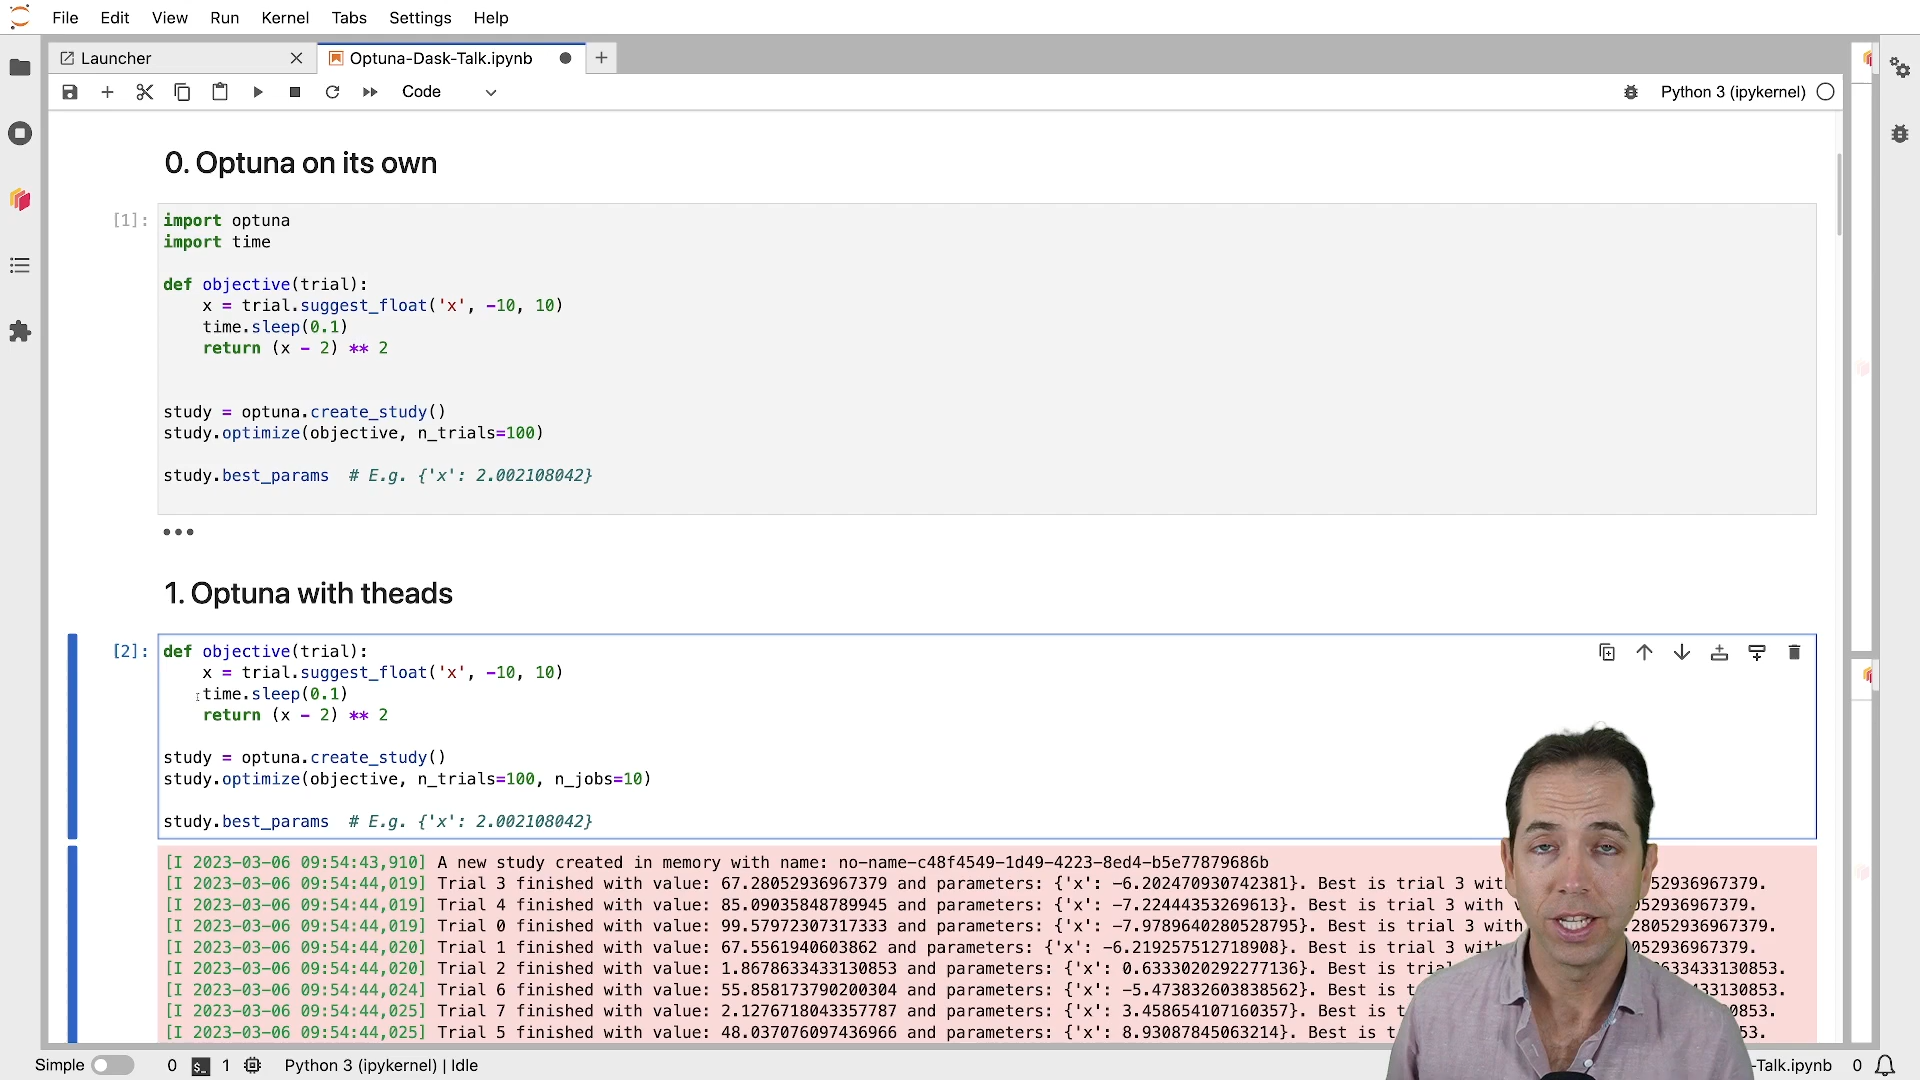 File Edit View Run Kernel Tabs Settings Help
Launcher Optuna-Dask-Talk.ipynb
Code Python 3 (ipykernel)
0. Optuna on its own
[1]: import optuna
import time
def objective(trial):
x = trial.suggest_float('x', -10, 10)
time.sleep(0.1)
return (x - 2) ** 2
study = optuna.create_study()
study.optimize(objective, n_trials=100)
study.best_params # E.g. {'x': 2.002108042}
1. Optuna with theads
[2]: def objective(trial):
x = trial.suggest_float('x', -10, 10)
time.sleep(0.1)
return (x - 2) ** 2
study = optuna.create_study()
study.optimize(objective, n_trials=100, n_jobs=10)
study.best_params # E.g. {'x': 2.002108042}
[I 2023-03-06 09:54:43,910] A new study created in memory with name: no-name-c48f4549-1d49-4223-8ed4-b5e77879686b
[I 2023-03-06 09:54:44,019] Trial 3 finished with value: 67.28052936967379 and parameters: {'x': -6.202470930742381}. Best is trial 3 with 52936967379.
[I 2023-03-06 09:54:44,019] Trial 4 finished with value: 85.09035848789945 and parameters: {'x': -7.22444353269613}. Best is trial 3 with 52936967379.
[I 2023-03-06 09:54:44,019] Trial 0 finished with value: 99.57972307317333 and parameters: {'x': -7.9789640280528795}. Best is trial 3 with .28052936967379.
[I 2023-03-06 09:54:44,020] Trial 1 finished with value: 67.5561940603862 and parameters: {'x': -6.219257512718908}. Best is trial 3 with 052936967379.
[I 2023-03-06 09:54:44,020] Trial 2 finished with value: 1.8678633433130853 and parameters: {'x': 0.6333020292277136}. Best is trial 633433130853.
[I 2023-03-06 09:54:44,024] Trial 6 finished with value: 55.858173790200304 and parameters: {'x': -5.473832603838562}. Best is 433130853.
[I 2023-03-06 09:54:44,025] Trial 7 finished with value: 2.1276718043357787 and parameters: {'x': 3.458654107160357}. Best is 0853.
[I 2023-03-06 09:54:44,025] Trial 5 finished with value: 48.037076097436966 and parameters: {'x': 8.93087845063214}. Best is 53.
Simple 0 1 Python 3 (ipykernel) | Idle -Talk.ipynb 0